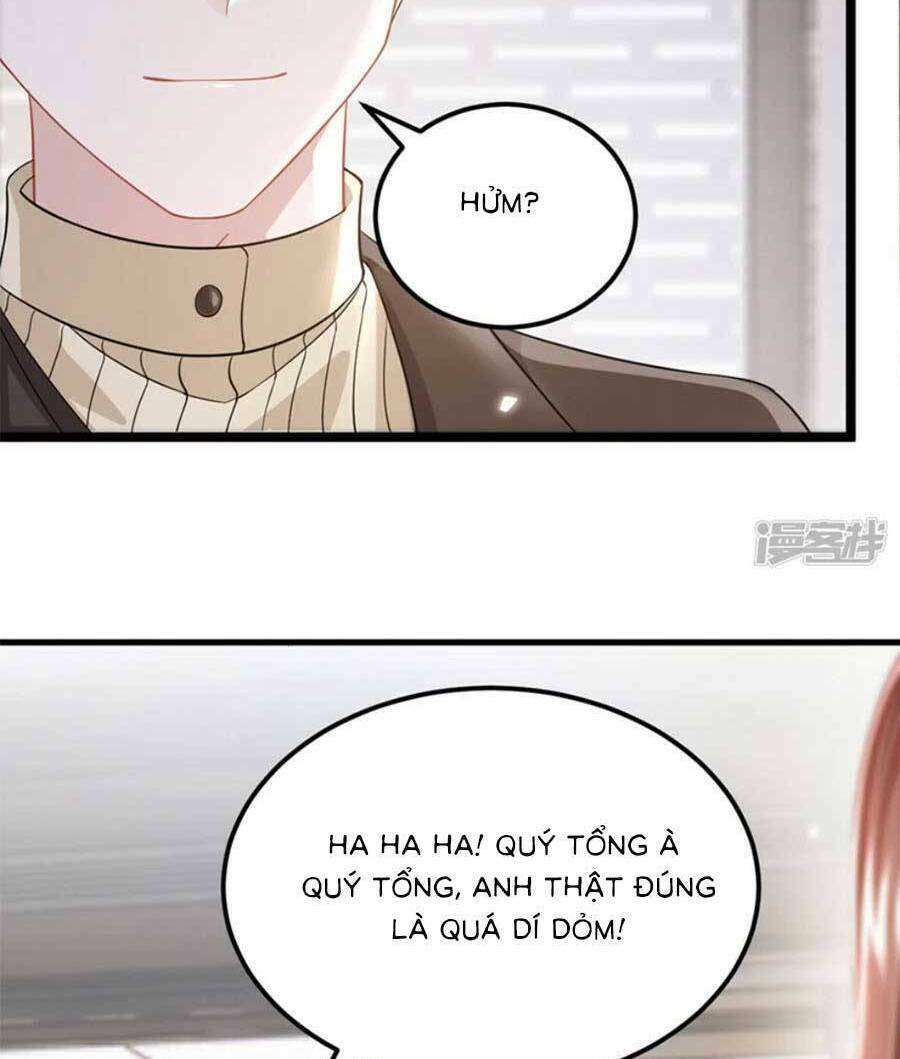 HỬM?
漫客栈
HA HA HA! QUÝ TỔNG À
QUÝ TỔNG, ANH THẬT ĐÚNG
LÀ QUÁ DÍ DỎM!